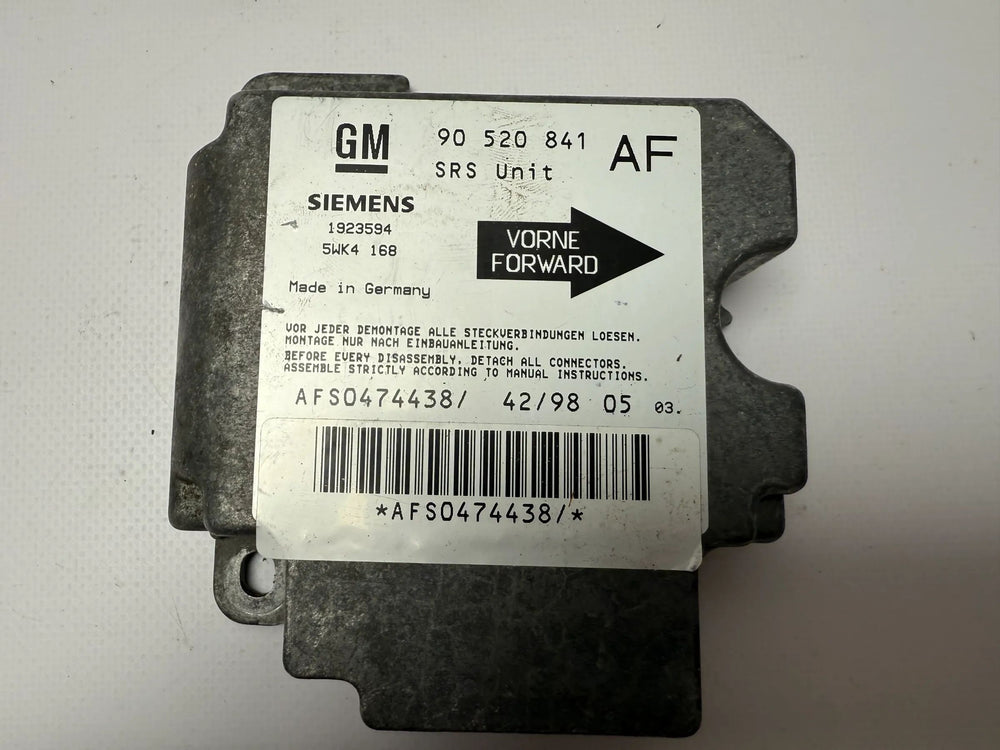 GM 90 520 841 AF
SRS Unit
SIEMENS
1923594
5WK4 168
VORNE
FORWARD
Made in Germany
VOR JEDER DEMONTAGE ALLE STECKVERBINDUNGEN LOESEN.
MONTAGE NUR NACH EINBAUANLEITUNG.
BEFORE EVERY DISASSEMBLY, DETACH ALL CONNECTORS.
ASSEMBLE STRICTLY ACCORDING TO MANUAL INSTRUCTIONS.
AFS0474438/ 42/98 05 03.
*AFS0474438/*